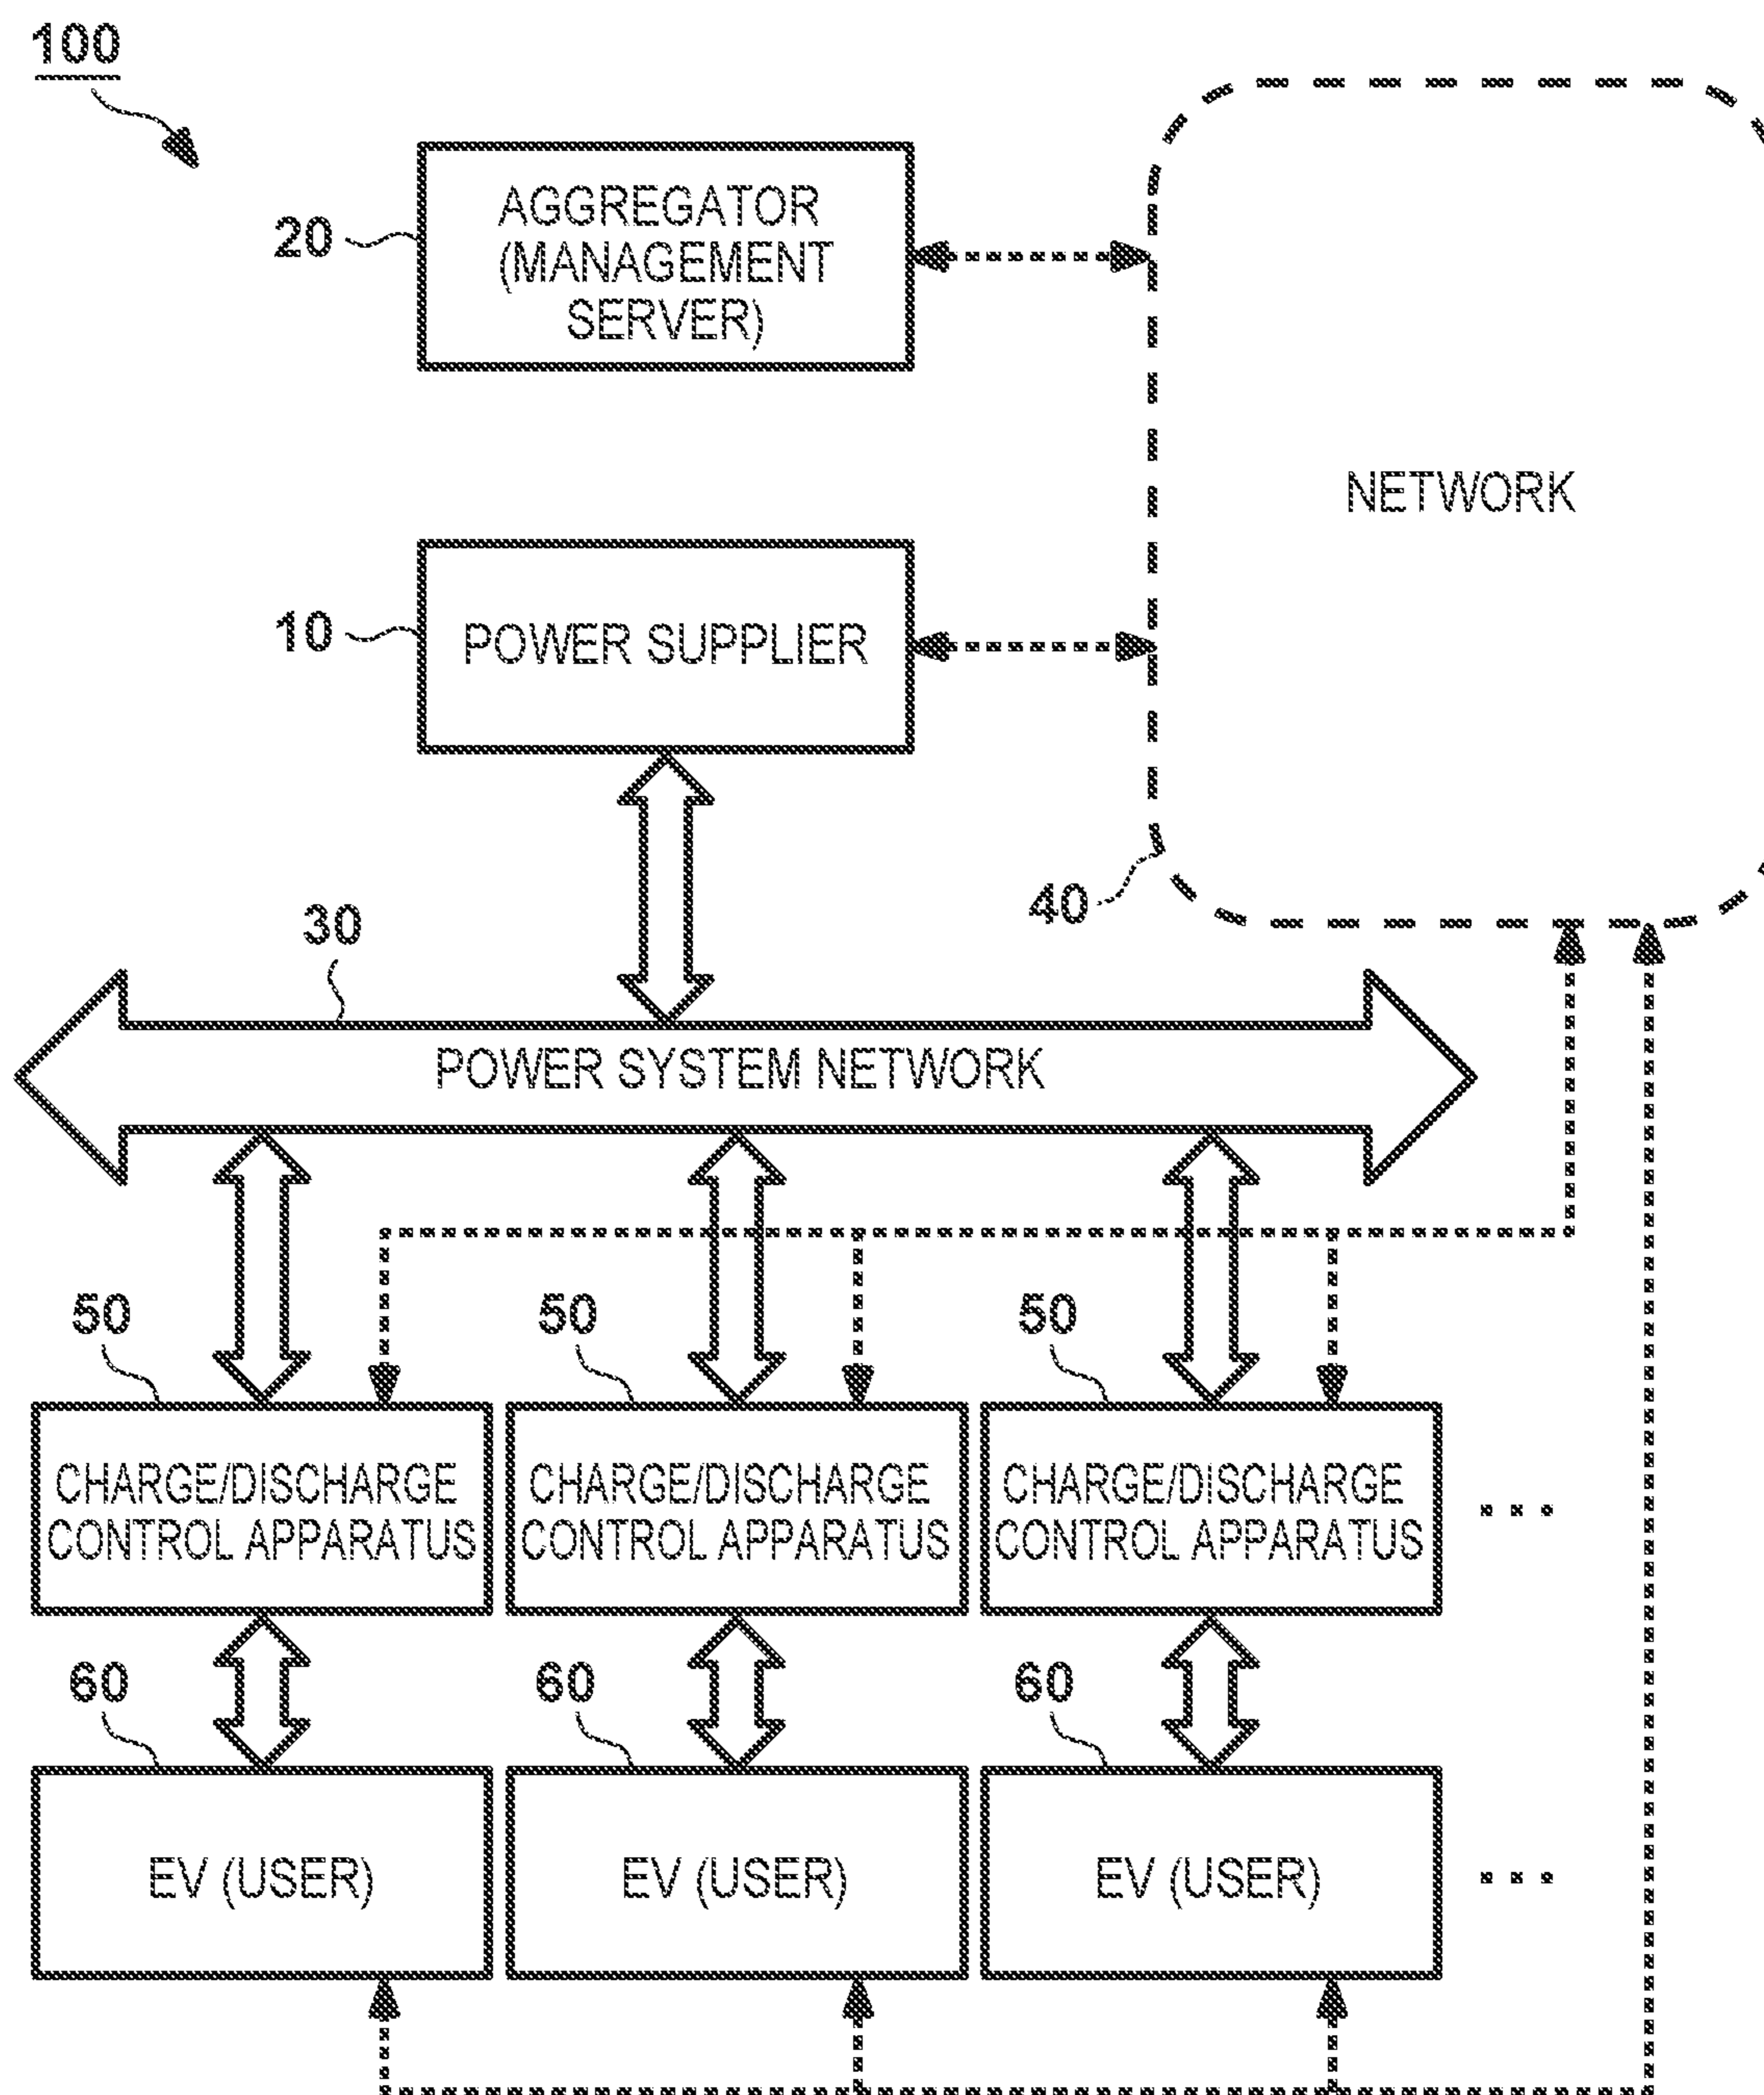 100
20
AGGREGATOR
(MANAGEMENT
SERVER)
NETWORK
10
POWER SUPPLIER
40
30
POWER SYSTEM NETWORK
50
50
50
CHARGE/DISCHARGE
CONTROL APPARATUS
CHARGE/DISCHARGE
CONTROL APPARATUS
CHARGE/DISCHARGE
CONTROL APPARATUS
...
60
60
60
EV (USER)
EV (USER)
EV (USER)
...